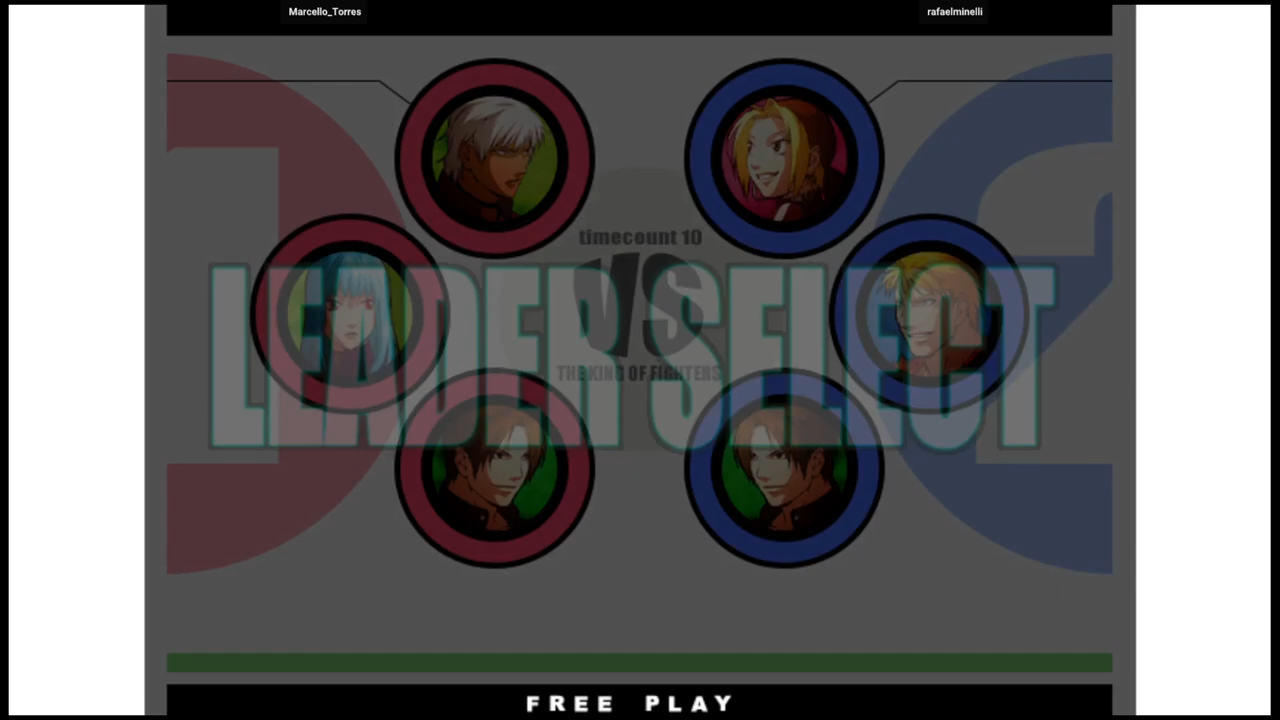 Marcello_Torres
rafaelminelli
timecount 10
VS
LEADER SELECT
THE KING OF FIGHTERS
FREE PLAY